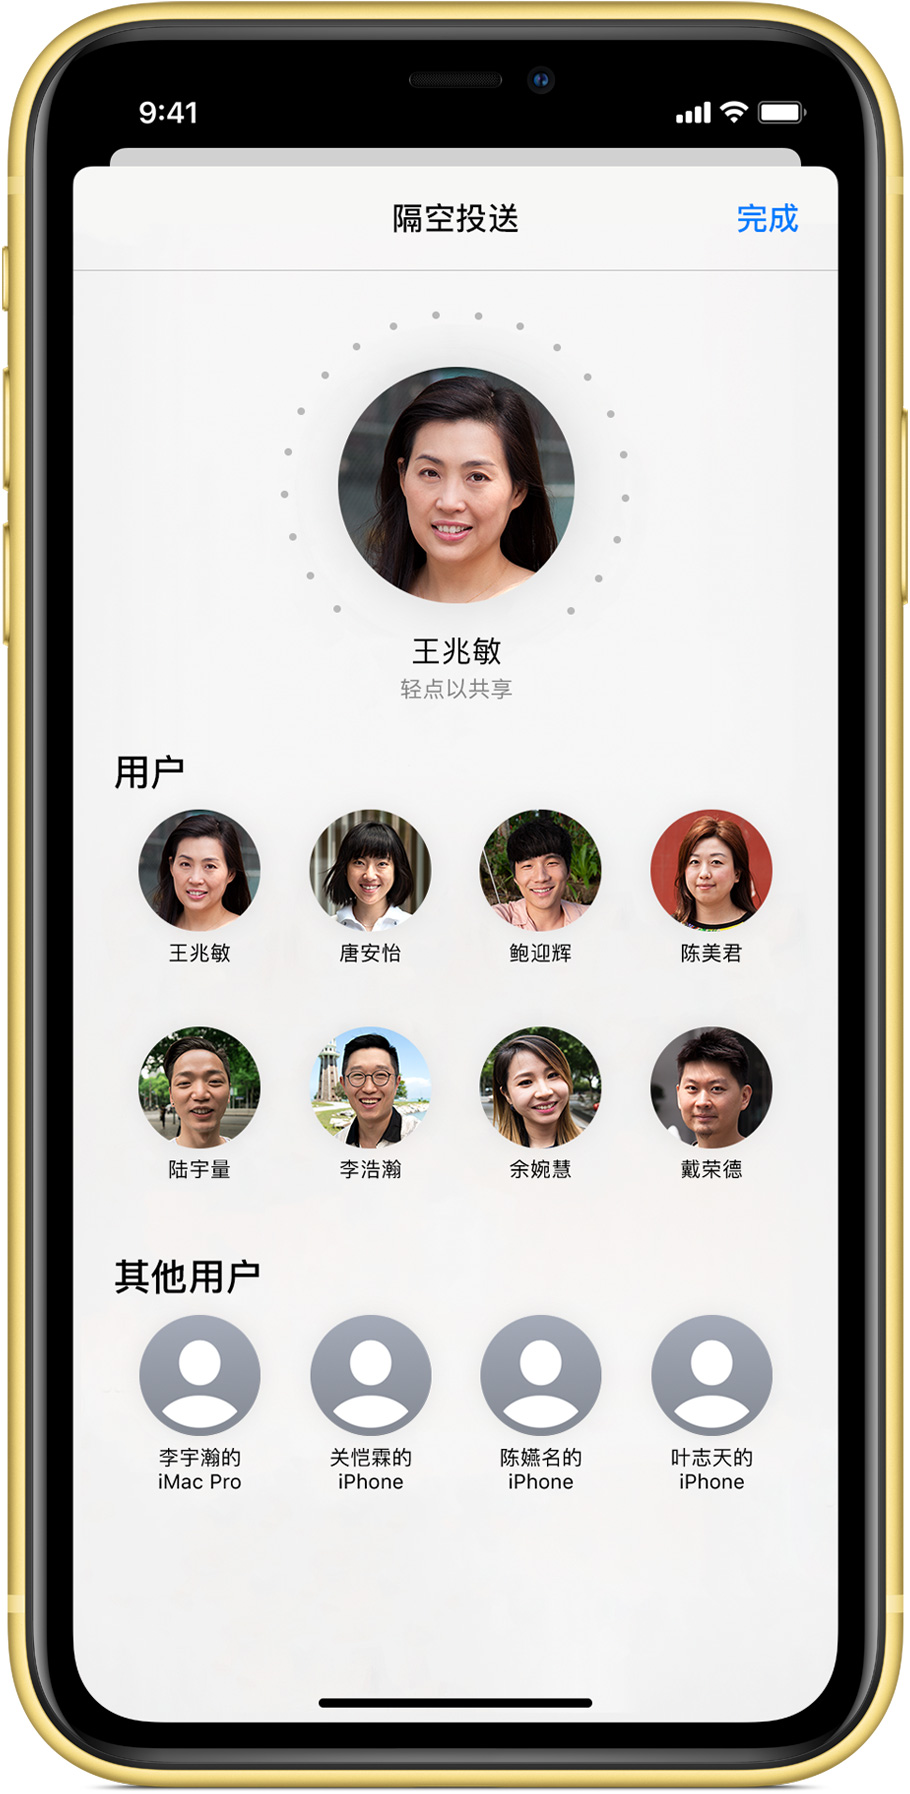 9:41
隔空投送
完成
王兆敏
轻点以共享
用户
王兆敏
唐安怡
鲍迎辉
陈美君
陆宇量
李浩瀚
余婉慧
戴荣德
其他用户
李宇瀚的
iMac Pro
关恺霖的
iPhone
陈嬿名的
iPhone
叶志天的
iPhone